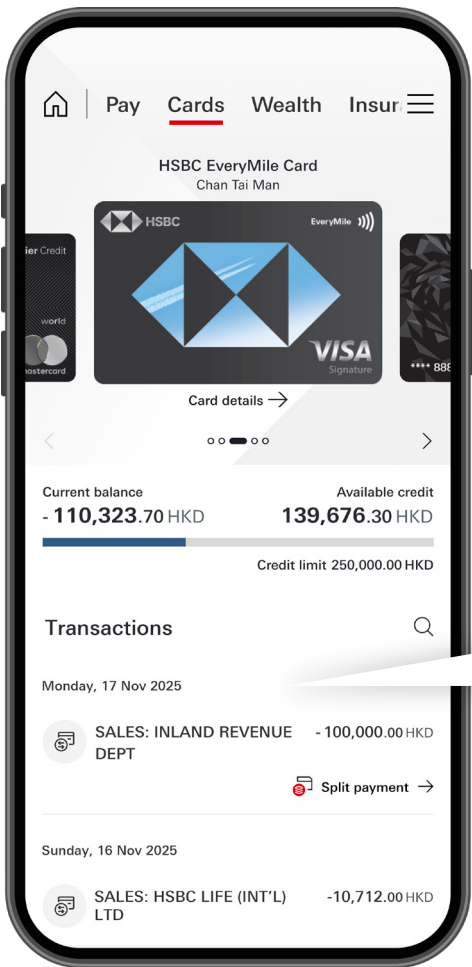 Pay Cards Wealth Insur
HSBC EveryMile Card
Chan Tai Man
ier Credit
HSBC
EveryMile
world
mastercard
VISA
Signature
**** 888
Card details →
Current balance
Available credit
- 110,323.70 HKD
139,676.30 HKD
Credit limit 250,000.00 HKD
Transactions
Monday, 17 Nov 2025
SALES: INLAND REVENUE - 100,000.00 HKD
DEPT
Split payment →
Sunday, 16 Nov 2025
SALES: HSBC LIFE (INT'L) -10,712.00 HKD
LTD